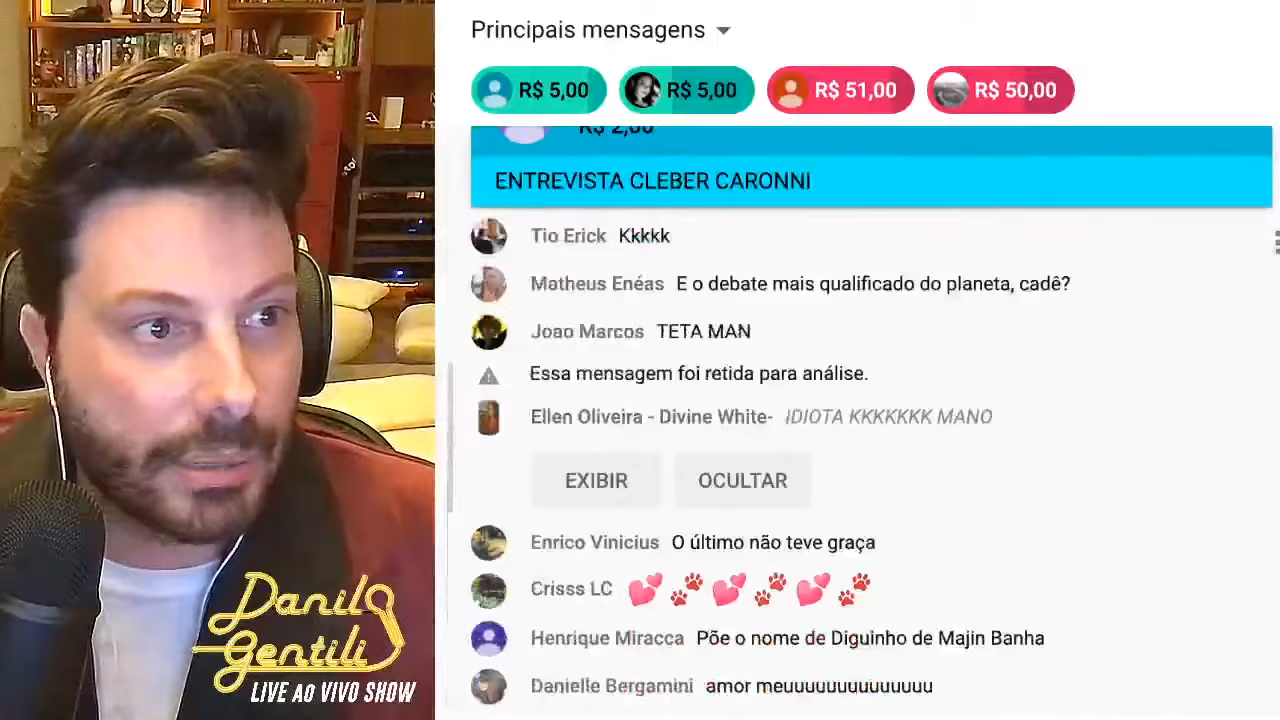 Principais mensagens
R$ 5,00 R$ 5,00 R$ 51,00 R$ 50,00
R$ 2,00
ENTREVISTA CLEBER CARONNI
Tio Erick Kkkkk
Matheus Enéas E o debate mais qualificado do planeta, cadê?
Joao Marcos TETA MAN
Essa mensagem foi retida para análise.
Ellen Oliveira - Divine White- IDIOTA KKKKKKK MANO
EXIBIR OCULTAR
Enrico Vinicius O último não teve graça
Crisss LC 💕🐾💕🐾💕🐾
Henrique Miracca Põe o nome de Diguinho de Majin Banha
Danielle Bergamini amor meuuuuuuuuuuuuuu
Danilo
Gentili
LIVE AO VIVO SHOW